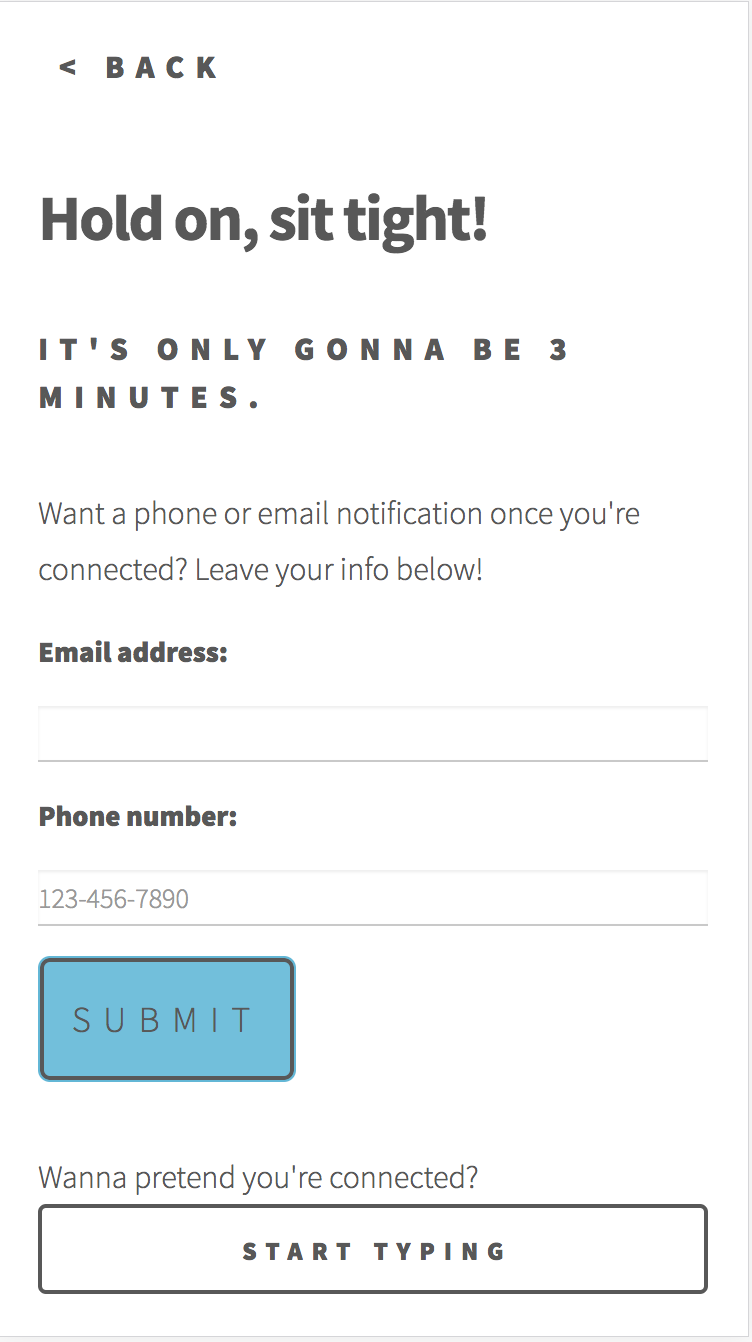 < BACK
Hold on, sit tight!
IT'S ONLY GONNA BE 3
MINUTES.
Want a phone or email notification once you're
connected? Leave your info below!
Email address:
Phone number:
123-456-7890
SUBMIT
Wanna pretend you're connected?
START TYPING